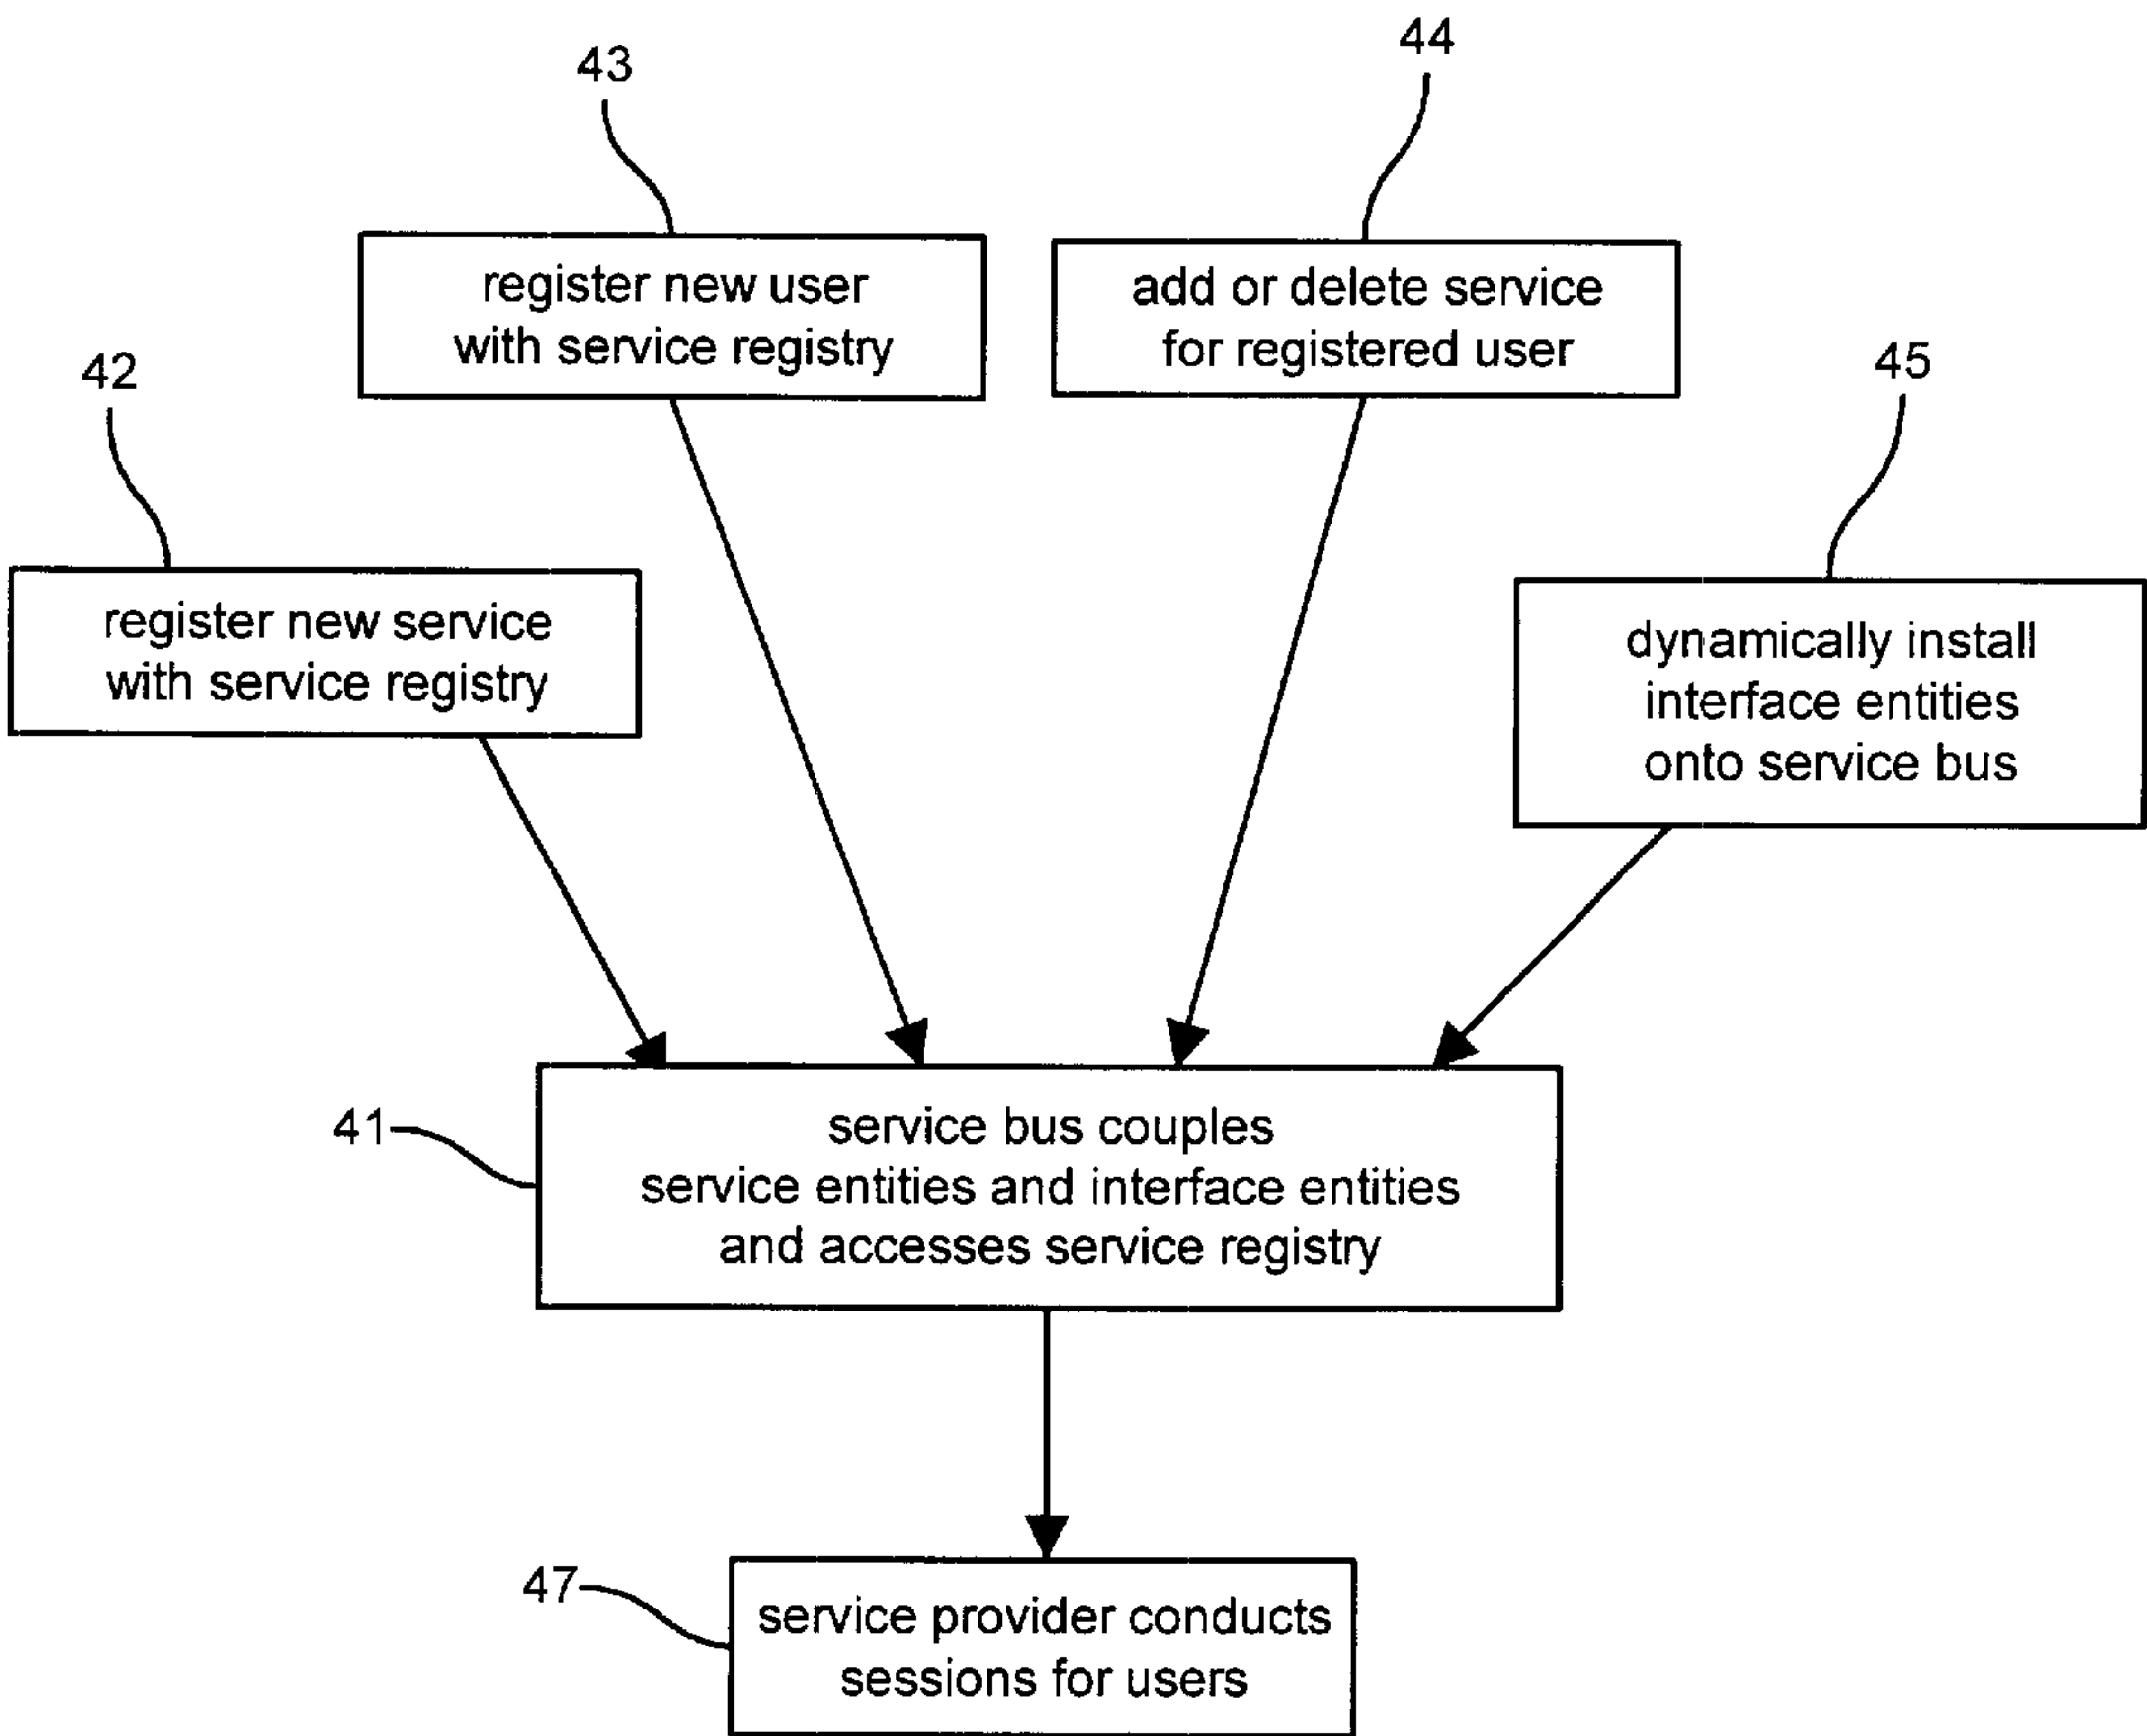 44
43
register new user
with service registry
add or delete service
for registered user
42
45
register new service
with service registry
dynamically install
interface entities
onto service bus
41
service bus couples
service entities and interface entities
and accesses service registry
47
service provider conducts
sessions for users